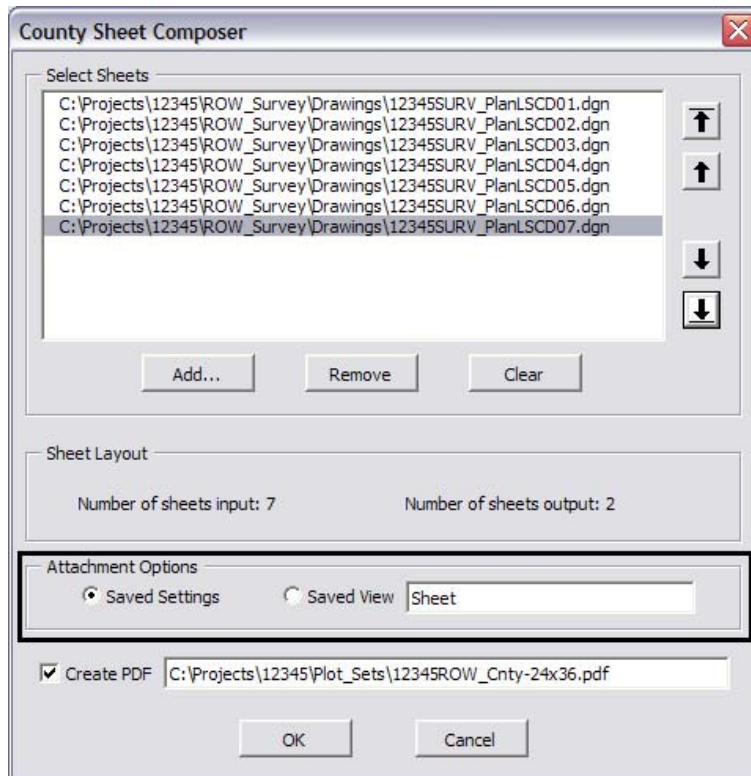 County Sheet Composer
Select Sheets
C:\Projects\12345\ROW_Survey\Drawings\12345SURV_PlanLSCD01.dgn
C:\Projects\12345\ROW_Survey\Drawings\12345SURV_PlanLSCD02.dgn
C:\Projects\12345\ROW_Survey\Drawings\12345SURV_PlanLSCD03.dgn
C:\Projects\12345\ROW_Survey\Drawings\12345SURV_PlanLSCD04.dgn
C:\Projects\12345\ROW_Survey\Drawings\12345SURV_PlanLSCD05.dgn
C:\Projects\12345\ROW_Survey\Drawings\12345SURV_PlanLSCD06.dgn
C:\Projects\12345\ROW_Survey\Drawings\12345SURV_PlanLSCD07.dgn
Add... Remove Clear
Sheet Layout
Number of sheets input: 7 Number of sheets output: 2
Attachment Options
Saved Settings Saved View Sheet
Create PDF C:\Projects\12345\Plot_Sets\12345ROW_Cnty-24x36.pdf
OK Cancel